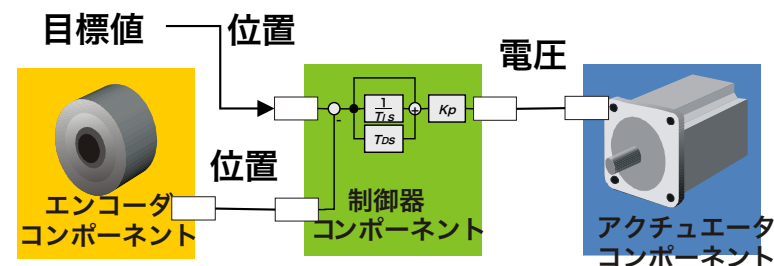 目標値
位置
電圧
1
TIs
TDs
+
-
Kp
位置
エンコーダ
コンポーネント
制御器
コンポーネント
アクチュエータ
コンポーネント